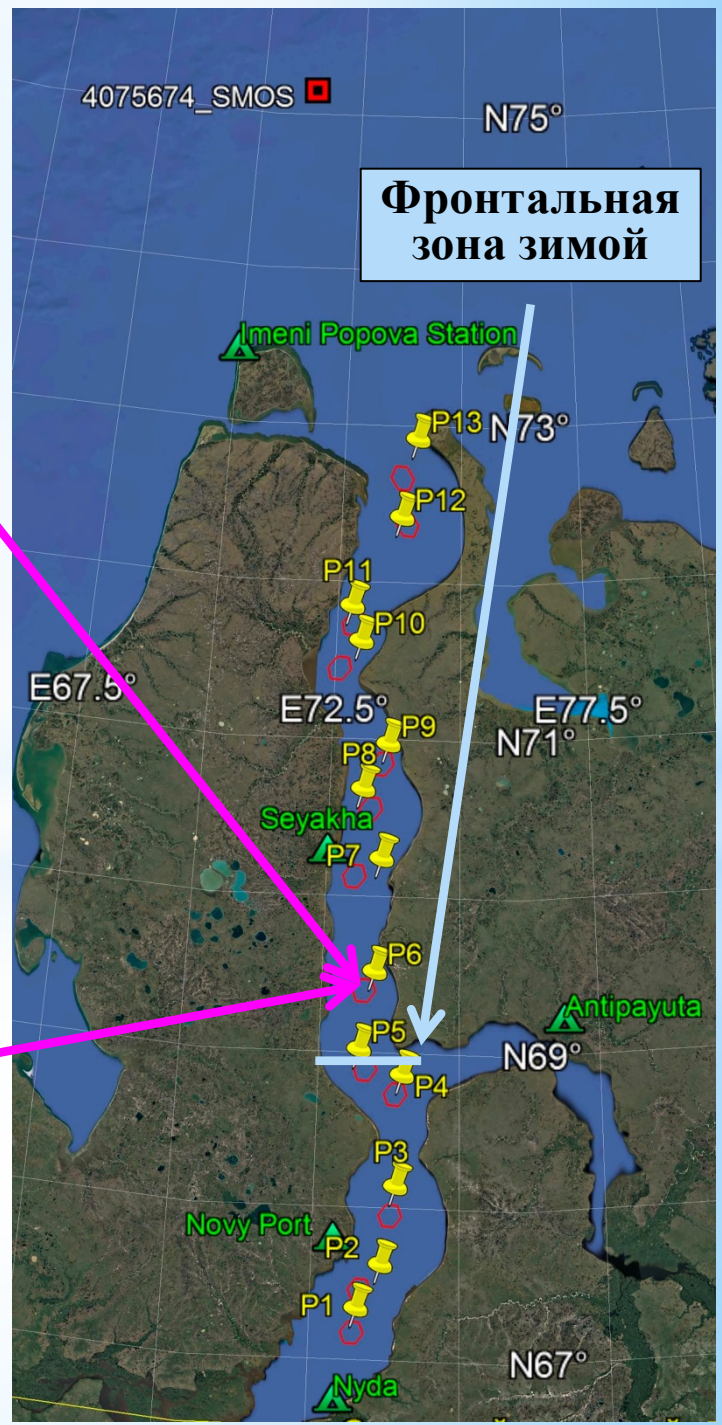 4075674_SMOS
N75°
Фронтальная
зона зимой
Imeni Popova Station
P13
N73°
P12
P11
P10
E67.5°
E72.5°
E77.5°
P9
N71°
P8
Seyakha
P7
P6
Antipayuta
P5
N69°
P4
P3
Novy Port
P2
P1
N67°
Nyda